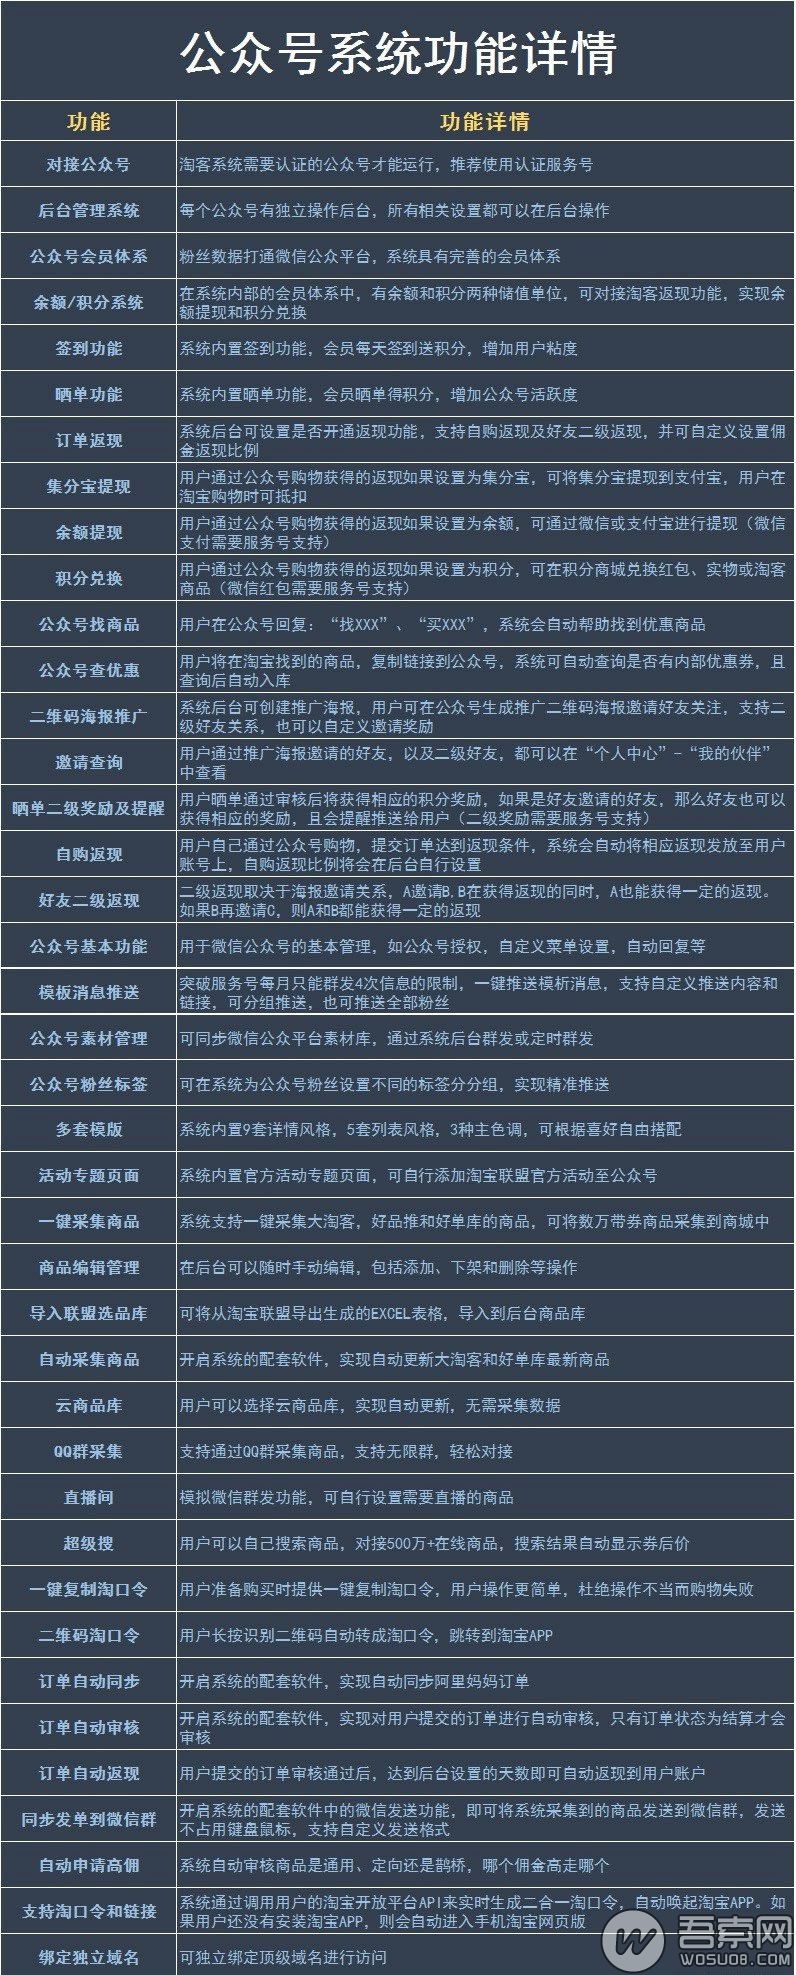 公众号系统功能详情
功能 功能详情
对接公众号 淘客系统需要认证的公众号才能运行，推荐使用认证服务号
后台管理系统 每个公众号有独立操作后台，所有相关设置都可以在后台操作
公众号会员体系 粉丝数据打通微信公众平台，系统具有完善的会员体系
余额/积分系统 在系统内部的会员体系中，有余额和积分两种储值单位，可对接淘客返现功能，实现余
额提现和积分兑换
签到功能 系统内置签到功能，会员每天签到送积分，增加用户粘度
晒单功能 系统内置晒单功能，会员晒单得积分，增加公众号活跃度
订单返现 系统后台可设置是否开通返现功能，支持自购返现及好友二级返现，并可自定义设置佣
金返现比例
集分宝提现 用户通过公众号购物获得的返现如果设置为集分宝，可将集分宝提现到支付宝，用户在
淘宝购物时可抵扣
余额提现 用户通过公众号购物获得的返现如果设置为余额，可通过微信或支付宝进行提现（微信
支付需要服务号支持）
积分兑换 用户通过公众号购物获得的返现如果设置为积分，可在积分商城兑换红包、实物或淘客
商品（微信红包需要服务号支持）
公众号找商品 用户在公众号回复：“找XXX”、“买XXX”，系统会自动帮助找到优惠商品
公众号查优惠 用户将在淘宝找到的商品，复制链接到公众号，系统可自动查询是否有内部优惠券，且
查询后自动入库
二维码海报推广 系统后台可创建推广海报，用户可在公众号生成推广二维码海报邀请好友关注，支持二
级好友关系，也可以自定义邀请奖励
邀请查询 用户通过推广海报邀请的好友，以及二级好友，都可以在“个人中心”-“我的伙伴”
中查看
晒单二级奖励及提醒 用户晒单通过审核后将获得相应的积分奖励，如果是好友邀请的好友，那么好友也可以
获得相应的奖励，且会提醒推送给用户（二级奖励需要服务号支持）
自购返现 用户自己通过公众号购物，提交订单达到返现条件，系统会自动将相应返现发放至用户
账号上，自购返现比例将会在后台自行设置
好友二级返现 二级返现取决于海报邀请关系，A邀请B,B在获得返现的同时，A也能获得一定的返现。
如果B再邀请C，则A和B都能获得一定的返现
公众号基本功能 用于微信公众号的基本管理，如公众号授权，自定义菜单设置，自动回复等
模板消息推送 突破服务号每月只能群发4次信息的限制，一键推送模析消息，支持自定义推送内容和
链接，可分组推送，也可推送全部粉丝
公众号素材管理 可同步微信公众平台素材库，通过系统后台群发或定时群发
公众号粉丝标签 可在系统为公众号粉丝设置不同的标签分分组，实现精准推送
多套模版 系统内置9套详情风格，5套列表风格，3种主色调，可根据喜好自由搭配
活动专题页面 系统内置官方活动专题页面，可自行添加淘宝联盟官方活动至公众号
一键采集商品 系统支持一键采集大淘客，好品推和好单库的商品，可将数万带券商品采集到商城中
商品编辑管理 在后台可以随时手动编辑，包括添加、下架和删除等操作
导入联盟选品库 可将从淘宝联盟导出生成的EXCEL表格，导入到后台商品库
自动采集商品 开启系统的配套软件，实现自动更新大淘客和好单库最新商品
云商品库 用户可以选择云商品库，实现自动更新，无需采集数据
QQ群采集 支持通过QQ群采集商品，支持无限群，轻松对接
直播间 模拟微信群发功能，可自行设置需要直播的商品
超级搜 用户可以自己搜索商品，对接500万+在线商品，搜索结果自动显示券后价
一键复制淘口令 用户准备购买时提供一键复制淘口令，用户操作更简单，杜绝操作不当而购物失败
二维码淘口令 用户长按识别二维码自动转成淘口令，跳转到淘宝APP
订单自动同步 开启系统的配套软件，实现自动同步阿里妈妈订单
订单自动审核 开启系统的配套软件，实现对用户提交的订单进行自动审核，只有订单状态为结算才会
审核
订单自动返现 用户提交的订单审核通过后，达到后台设置的天数即可自动返现到用户账户
同步发单到微信群 开启系统的配套软件中的微信发送功能，即可将系统采集到的商品发送到微信群，发送
不占用键盘鼠标，支持自定义发送格式
自动申请高佣 系统自动审核商品是通用、定向还是鹊桥，哪个佣金高走哪个
支持淘口令和链接 系统通过调用用户的淘宝开放平台API来实时生成二合一淘口令，自动唤起淘宝APP。如
果用户还没有安装淘宝APP，则会自动进入手机淘宝网页版
绑定独立域名 可独立绑定顶级域名进行访问
吾索网
WOSUO8.COM